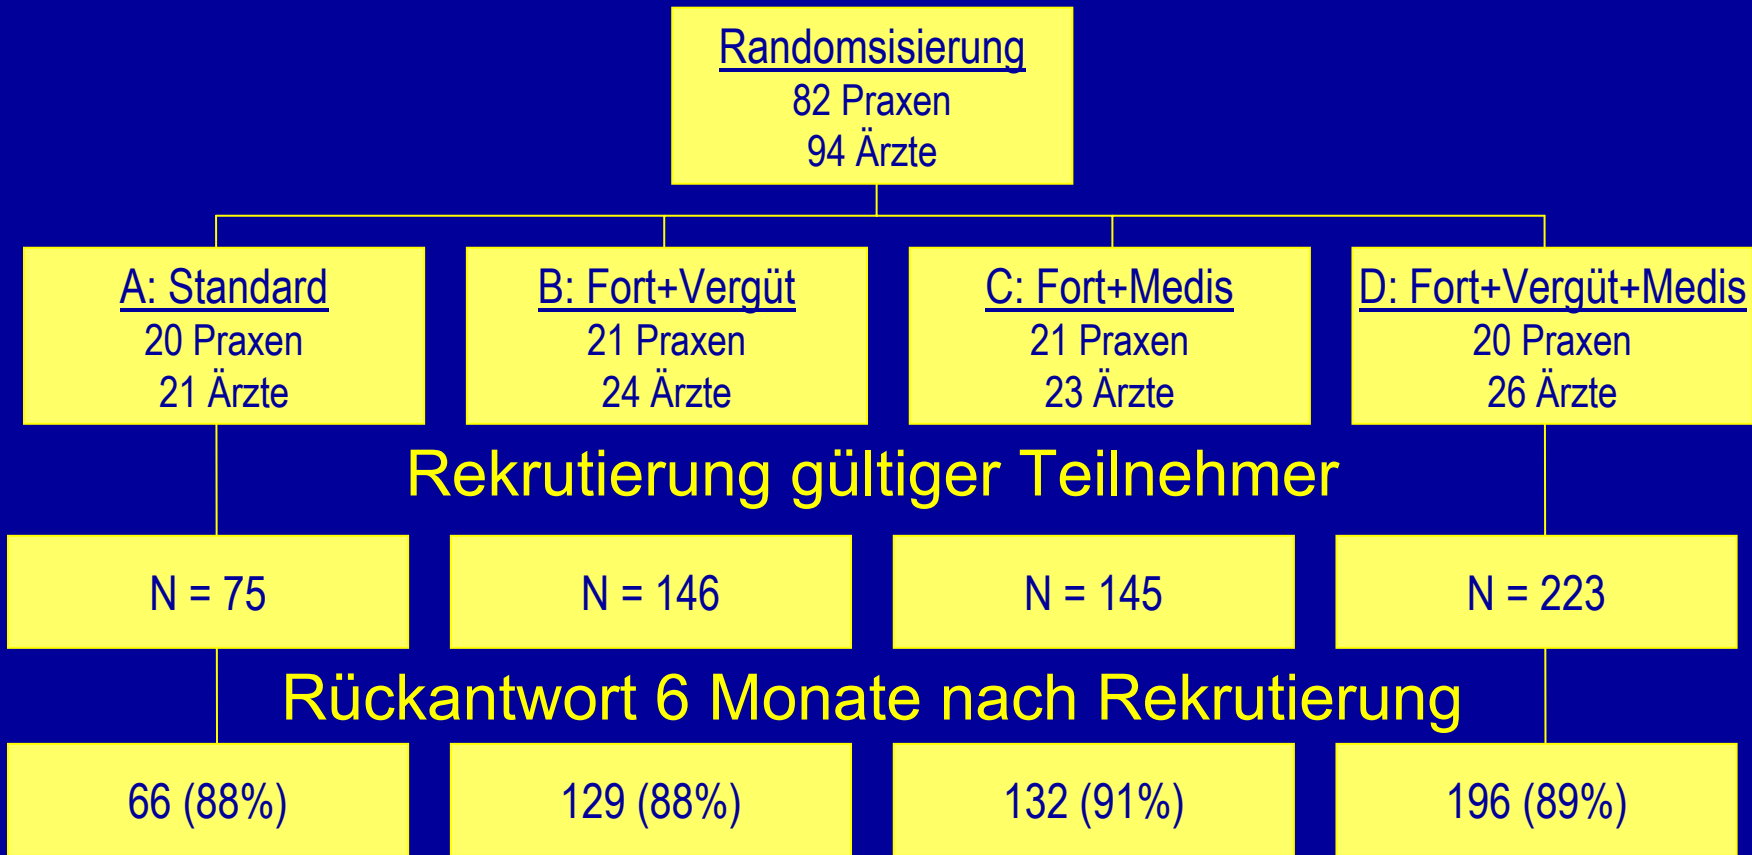 Randomsisierung
82 Praxen
94 Ärzte
A: Standard
20 Praxen
21 Ärzte
B: Fort+Vergüt
21 Praxen
24 Ärzte
C: Fort+Medis
21 Praxen
23 Ärzte
D: Fort+Vergüt+Medis
20 Praxen
26 Ärzte
Rekrutierung gültiger Teilnehmer
N = 75
N = 146
N = 145
N = 223
Rückantwort 6 Monate nach Rekrutierung
66 (88%)
129 (88%)
132 (91%)
196 (89%)